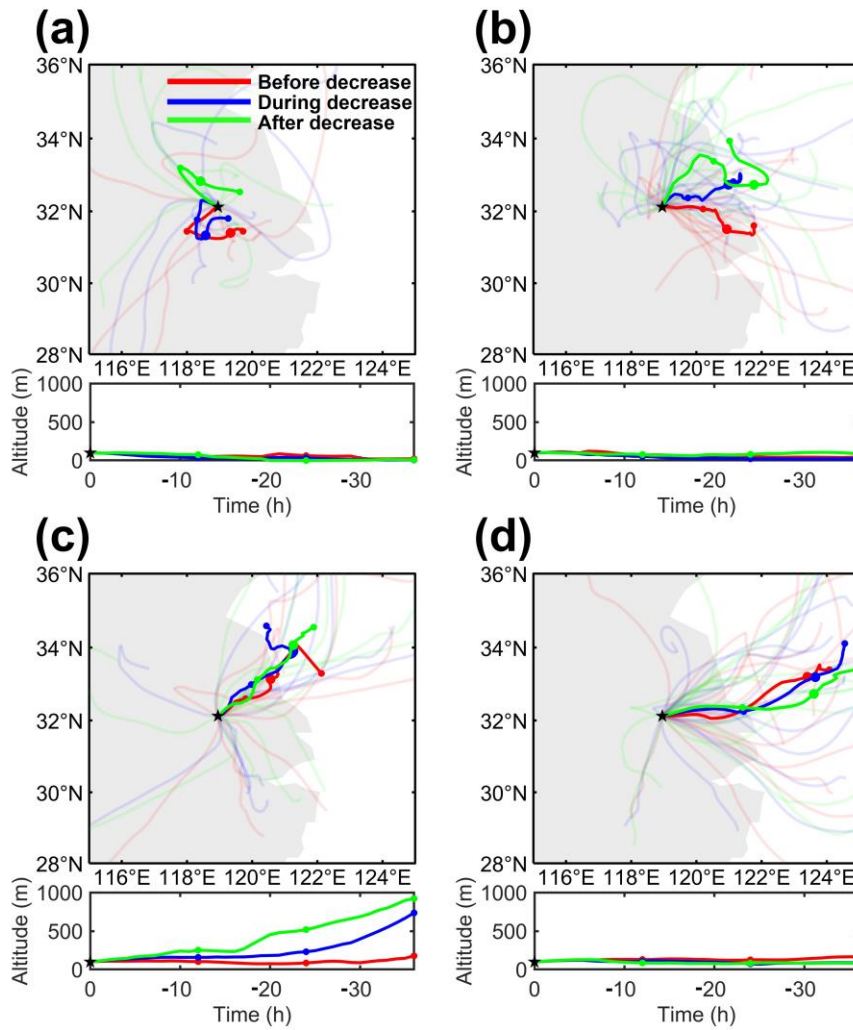 (a)
(b)
36°N
34°N
32°N
30°N
28°N
Before decrease
During decrease
After decrease
36°N
34°N
32°N
30°N
28°N
116°E 118°E 120°E 122°E 124°E
116°E 118°E 120°E 122°E 124°E
Altitude (m)
1000
500
0
0 -10 -20 -30
Time (h)
Altitude (m)
1000
500
0
0 -10 -20 -30
Time (h)
(c)
(d)
36°N
34°N
32°N
30°N
28°N
36°N
34°N
32°N
30°N
28°N
116°E 118°E 120°E 122°E 124°E
116°E 118°E 120°E 122°E 124°E
Altitude (m)
1000
500
0
0 -10 -20 -30
Time (h)
Altitude (m)
1000
500
0
0 -10 -20 -30
Time (h)